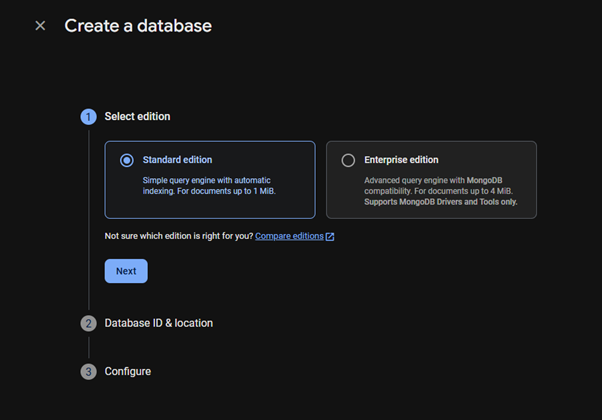 Create a database
1 Select edition
Standard edition
Simple query engine with automatic
indexing. For documents up to 1 MiB.
Enterprise edition
Advanced query engine with MongoDB
compatibility. For documents up to 4 MiB.
Supports MongoDB Drivers and Tools only.
Not sure which edition is right for you? Compare editions
Next
2 Database ID & location
3 Configure